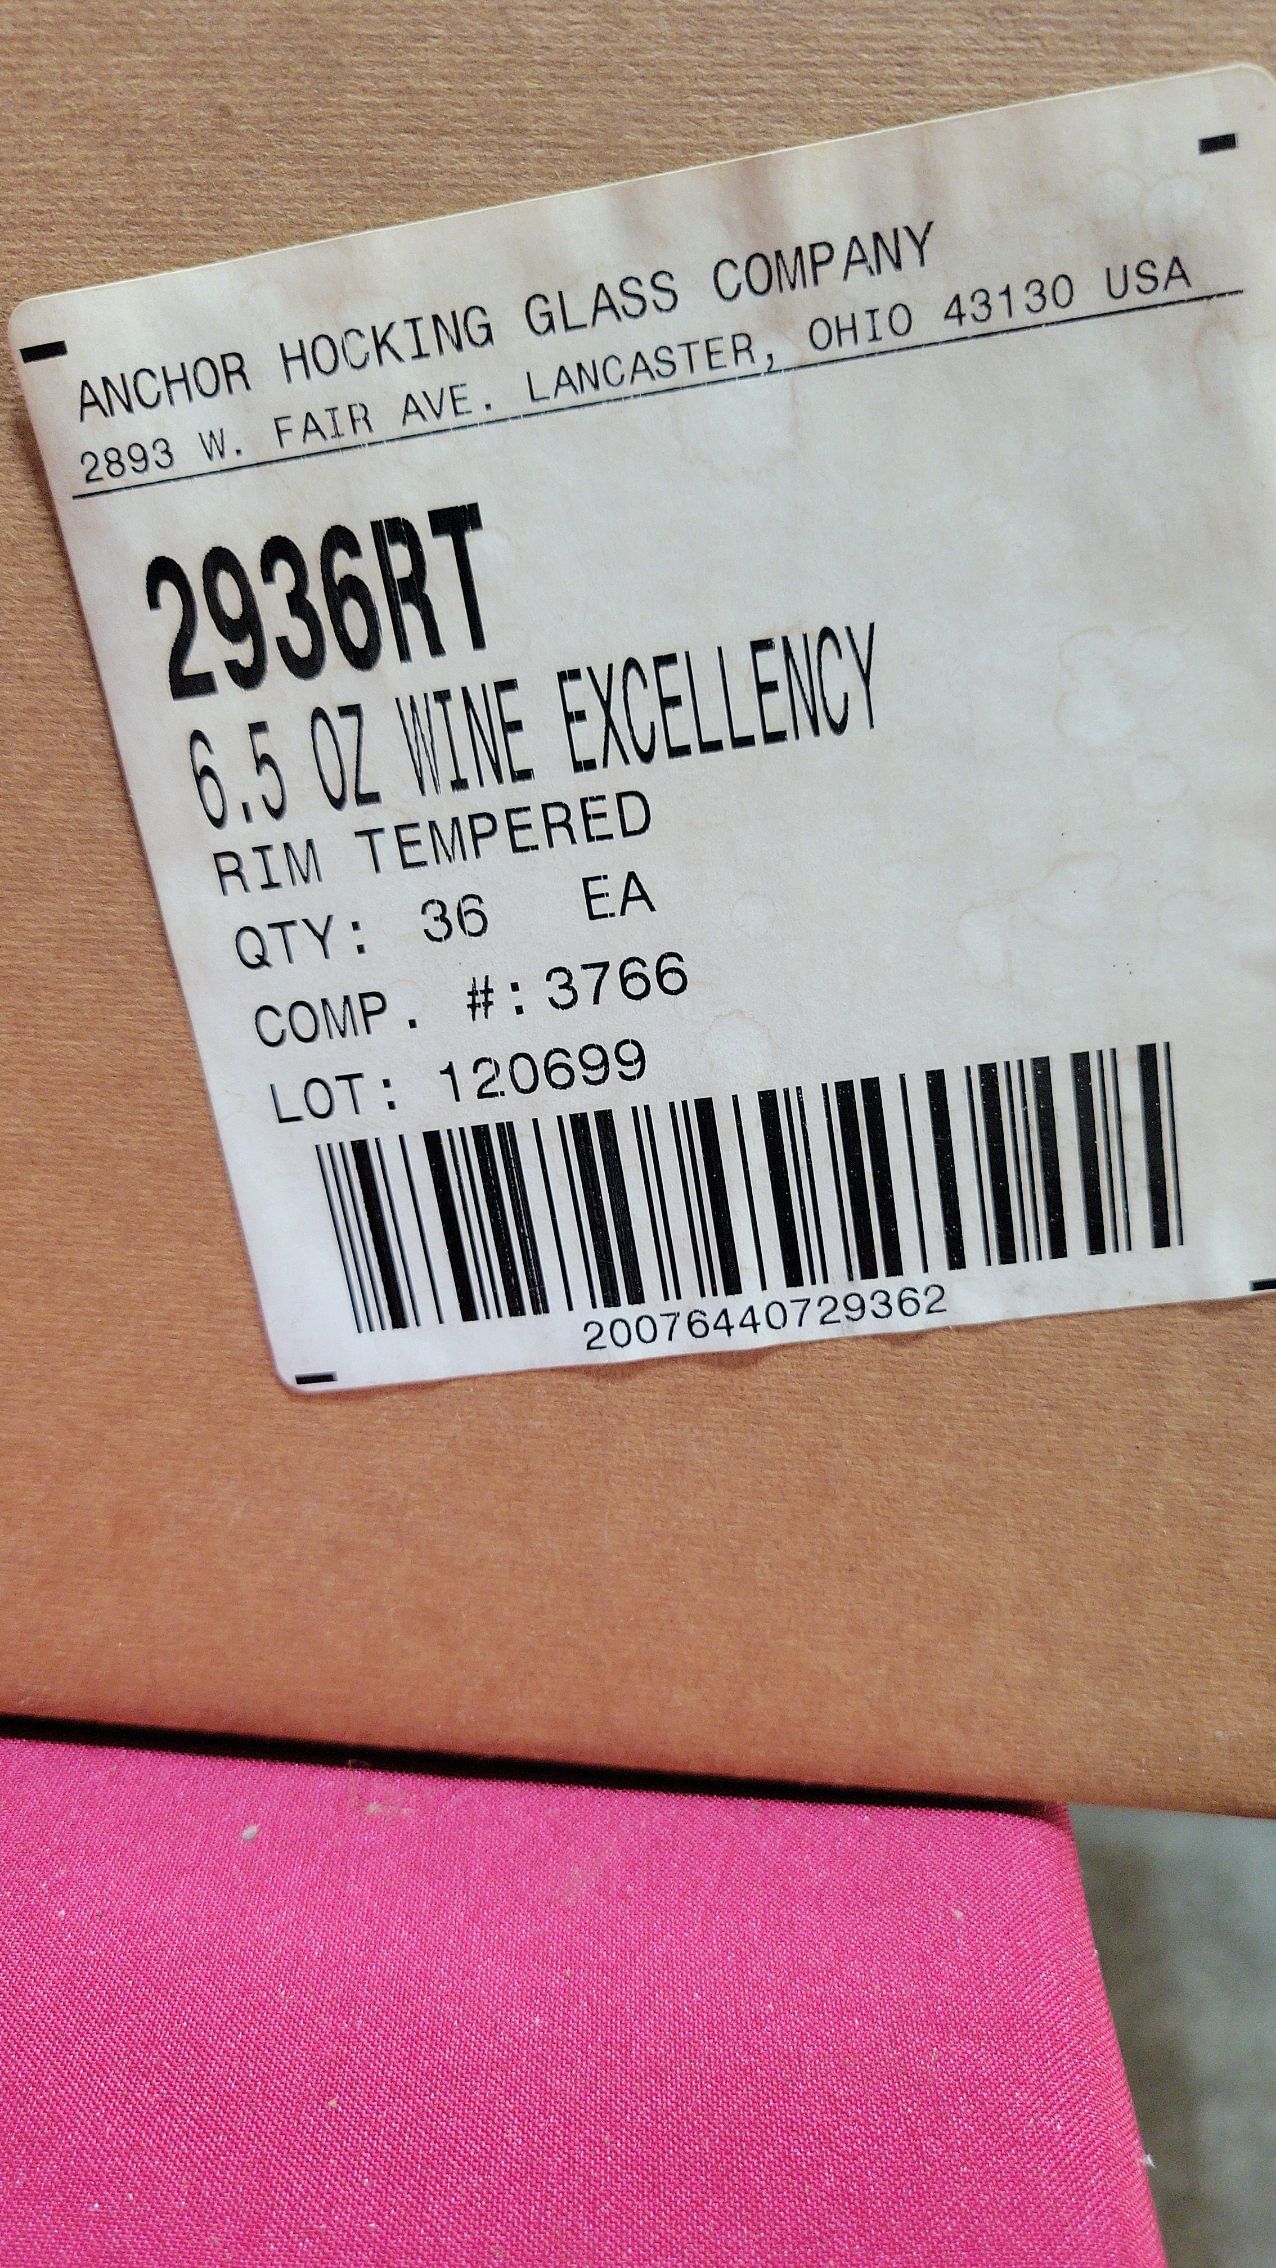 ANCHOR HOCKING GLASS COMPANY
2893 W. FAIR AVE. LANCASTER, OHIO 43130 USA
2936RT
6.5 OZ WINE EXCELLENCY
RIM TEMPERED
QTY: 36 EA
COMP. #: 3766
LOT: 120699
20076440729362